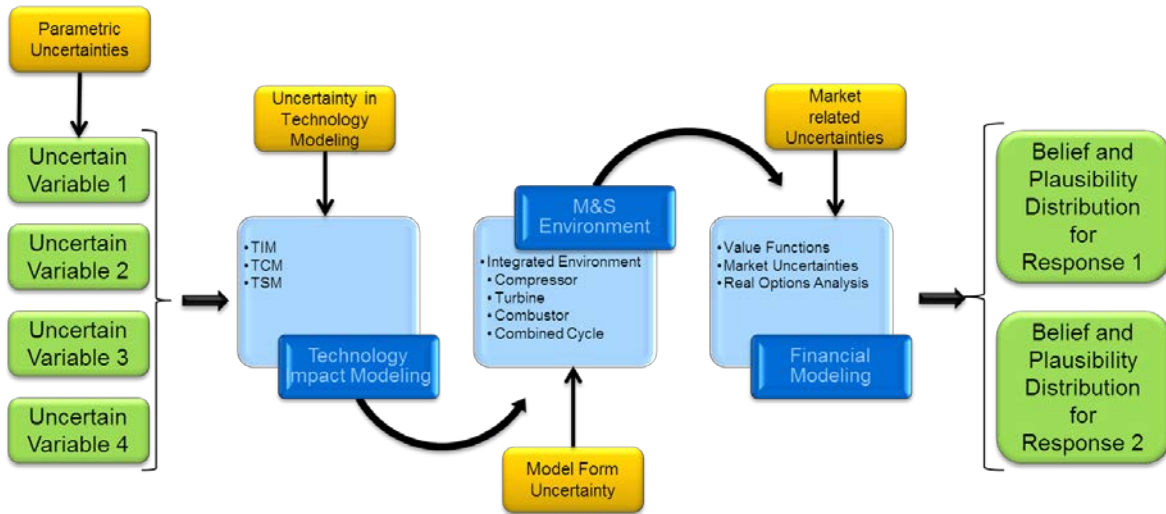 Parametric
Uncertainties
Uncertain
Variable 1
Uncertain
Variable 2
Uncertain
Variable 3
Uncertain
Variable 4
Uncertainty in
Technology
Modeling
• TIM
• TCM
• TSM
Technology
Impact Modeling
M&S
Environment
• Integrated Environment
• Compressor
• Turbine
• Combustor
• Combined Cycle
Model Form
Uncertainty
Market
related
Uncertainties
• Value Functions
• Market Uncertainties
• Real Options Analysis
Financial
Modeling
Belief and
Plausibility
Distribution
for
Response 1
Belief and
Plausibility
Distribution
for
Response 2